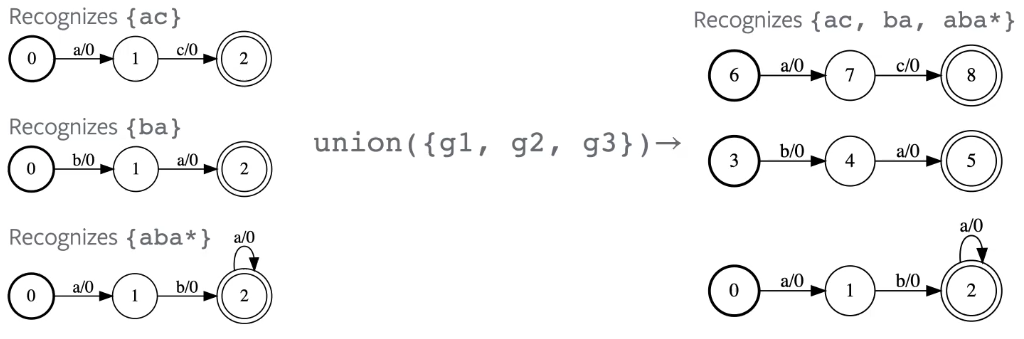 Recognizes {ac}
0 a/0 1 c/0 2
Recognizes {ba}
0 b/0 1 a/0 2
Recognizes {aba*}
a/0
0 a/0 1 b/0 2
union({g1, g2, g3})→
Recognizes {ac, ba, aba*}
6 a/0 7 c/0 8
3 b/0 4 a/0 5
a/0
0 a/0 1 b/0 2